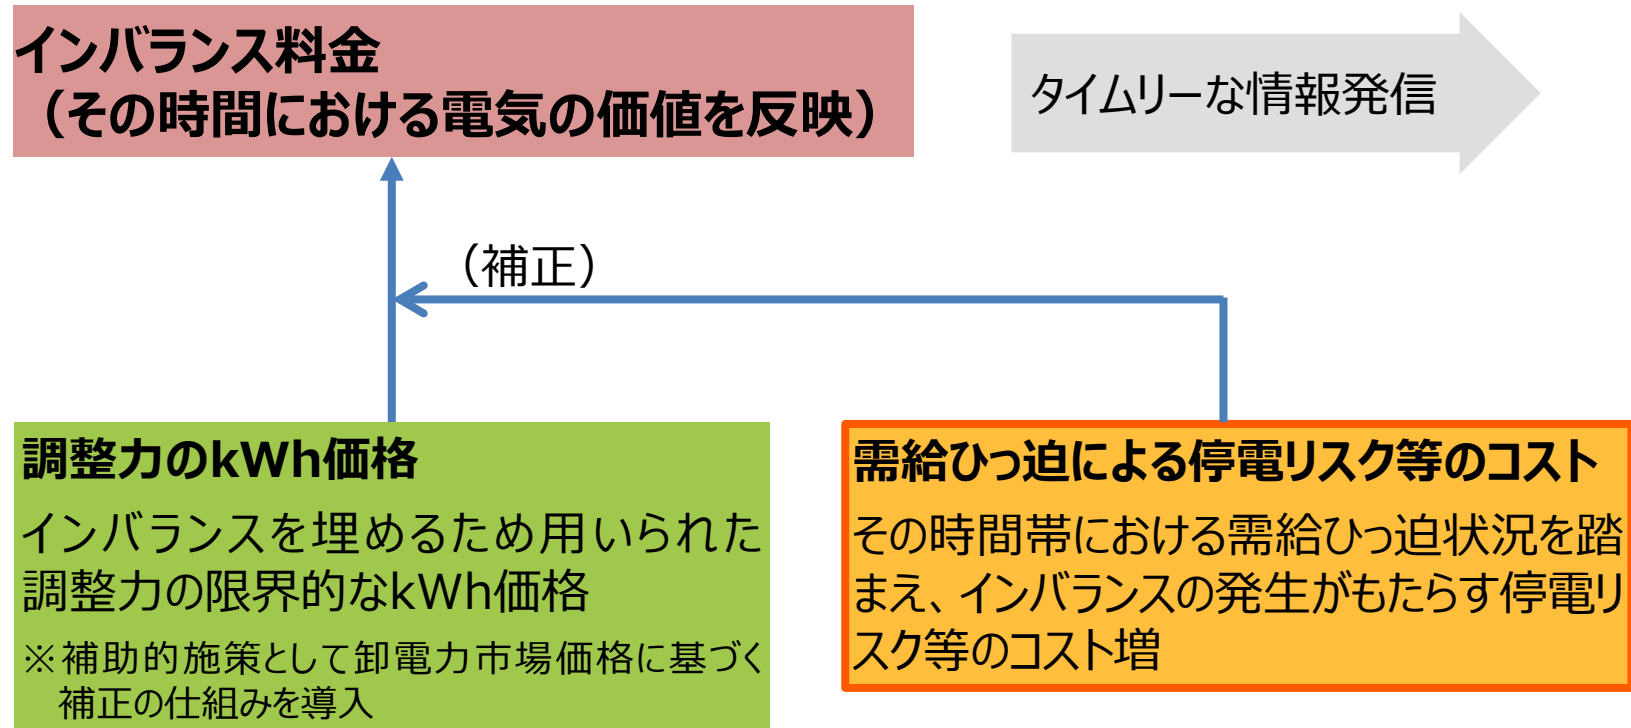 インバランス料金
（その時間における電気の価値を反映）
タイムリーな情報発信
（補正）
調整力のkWh価格
インバランスを埋めるため用いられた
調整力の限界的なkWh価格
※補助的施策として卸電力市場価格に基づく
補正の仕組みを導入
需給ひっ迫による停電リスク等のコスト
その時間帯における需給ひっ迫状況を踏
まえ、インバランスの発生がもたらす停電リ
スク等のコスト増